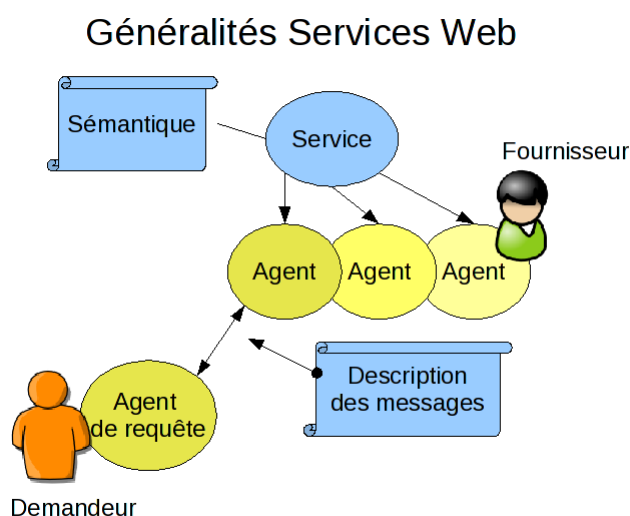 Généralités Services Web
Sémantique
Service
Fournisseur
Agent
Agent
Agent
Description
des messages
Agent
de requête
Demandeur